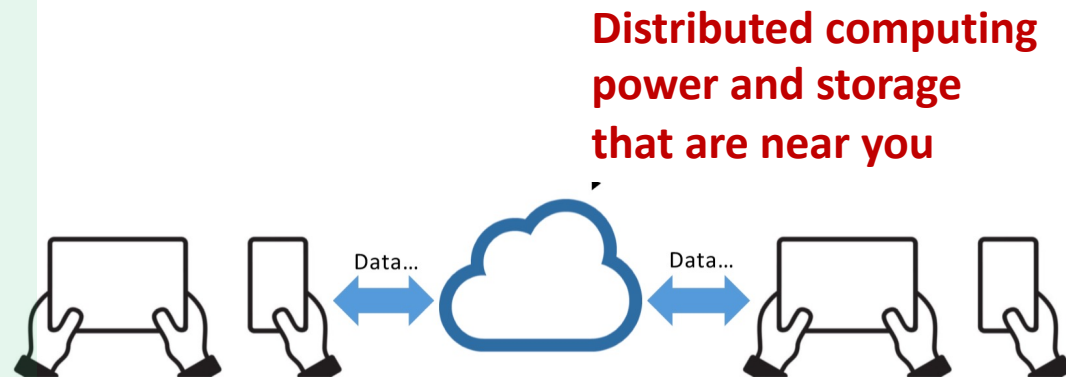 Distributed computing
power and storage
that are near you
Data...
Data...